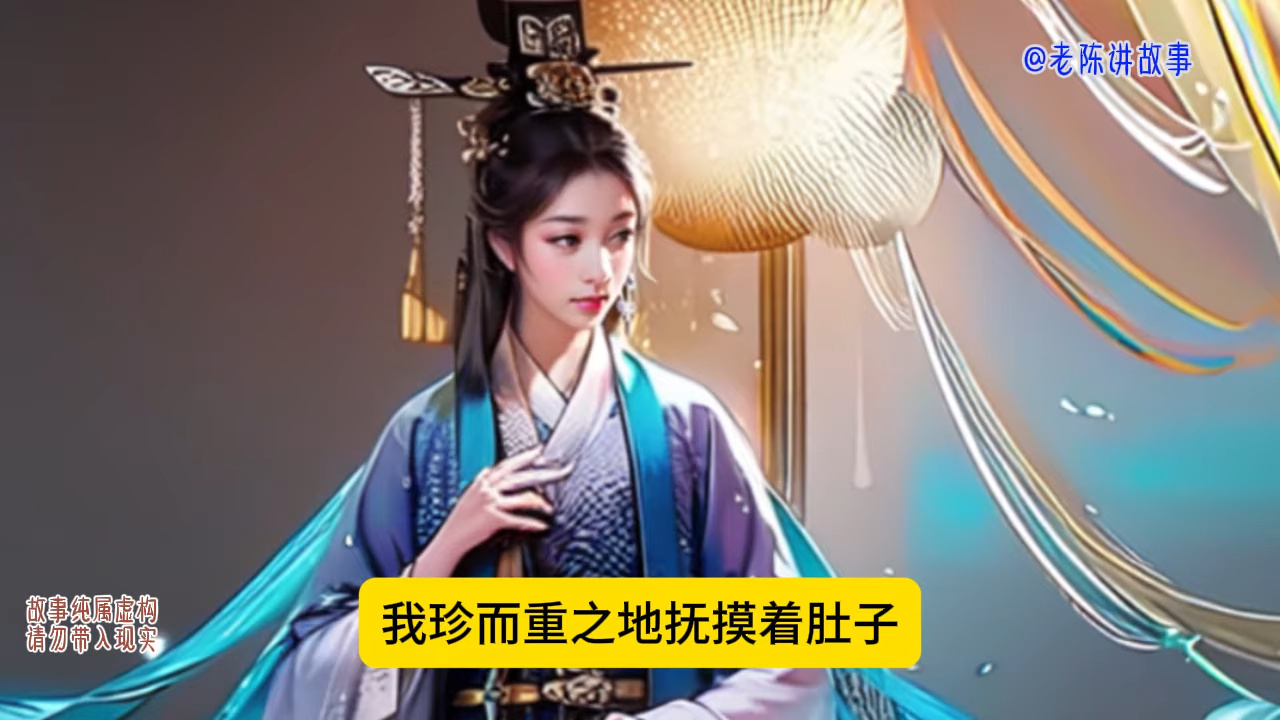 @老陈讲故事
故事纯属虚构
请勿带入现实
我珍而重之地抚摸着肚子